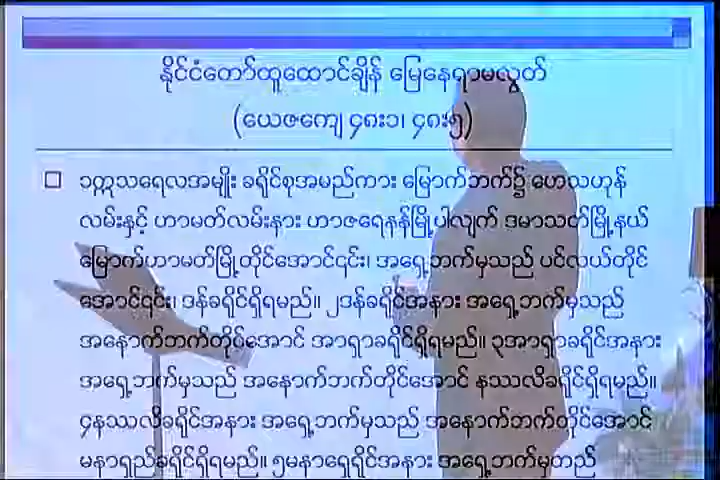 နိုင်ငံတော်ထူထောင်ချိန် မြေနေရာမလွတ်
(ယေဇကျေ ၄၈း၁၊ ၄၈း၅)
□ ၁ဣသရေလအမျိုး ခရိုင်စုအမည်ကား မြောက်ဘက်၌ ဟေသဟုန်
လမ်းနှင့် ဟာမတ်လမ်းနား ဟာဇရေနန်မြို့ပါလျက် ဒမာသတ်မြို့နယ်
မြောက်ဟာမတ်မြို့တိုင်အောင်၎င်း၊ အရှေ့ဘက်မှသည် ပင်လယ်တိုင်
အောင်၎င်း၊ ဒန်ခရိုင်ရှိရမည်။ ၂ဒန်ခရိုင်အနား အရှေ့ဘက်မှသည်
အနောက်ဘက်တိုင်အောင် အာရှာခရိုင်ရှိရမည်။ ၃အာရှာခရိုင်အနား
အရှေ့ဘက်မှသည် အနောက်ဘက်တိုင်အောင် နဿလိခရိုင်ရှိရမည်။
၄နဿလိခရိုင်အနား အရှေ့ဘက်မှသည် အနောက်ဘက်တိုင်အောင်
မနာရှည်ခရိုင်ရှိရမည်။ ၅မနာရှေရိုင်အနား အရှေ့ဘက်မှတည်